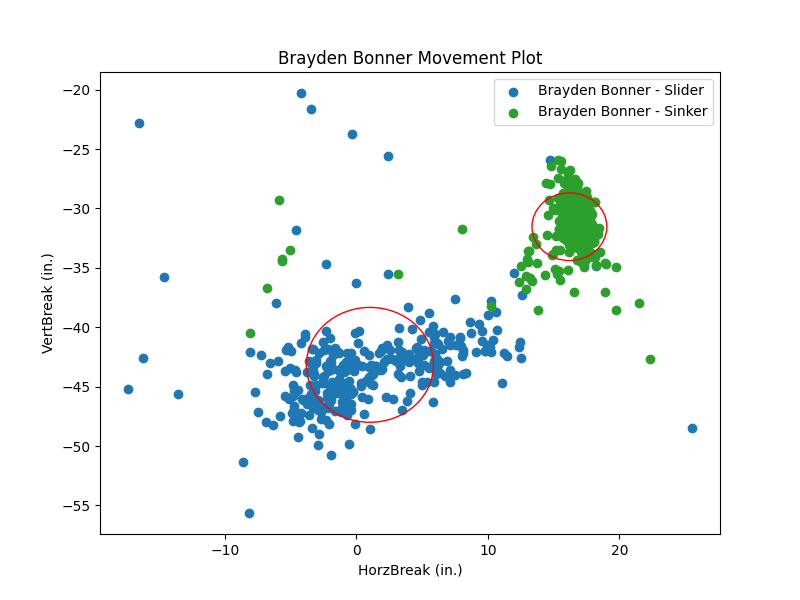 Brayden Bonner Movement Plot
Brayden Bonner - Slider
Brayden Bonner - Sinker
VertBreak (in.)
−20
−25
−30
−35
−40
−45
−50
−55
−10
0
10
20
HorzBreak (in.)